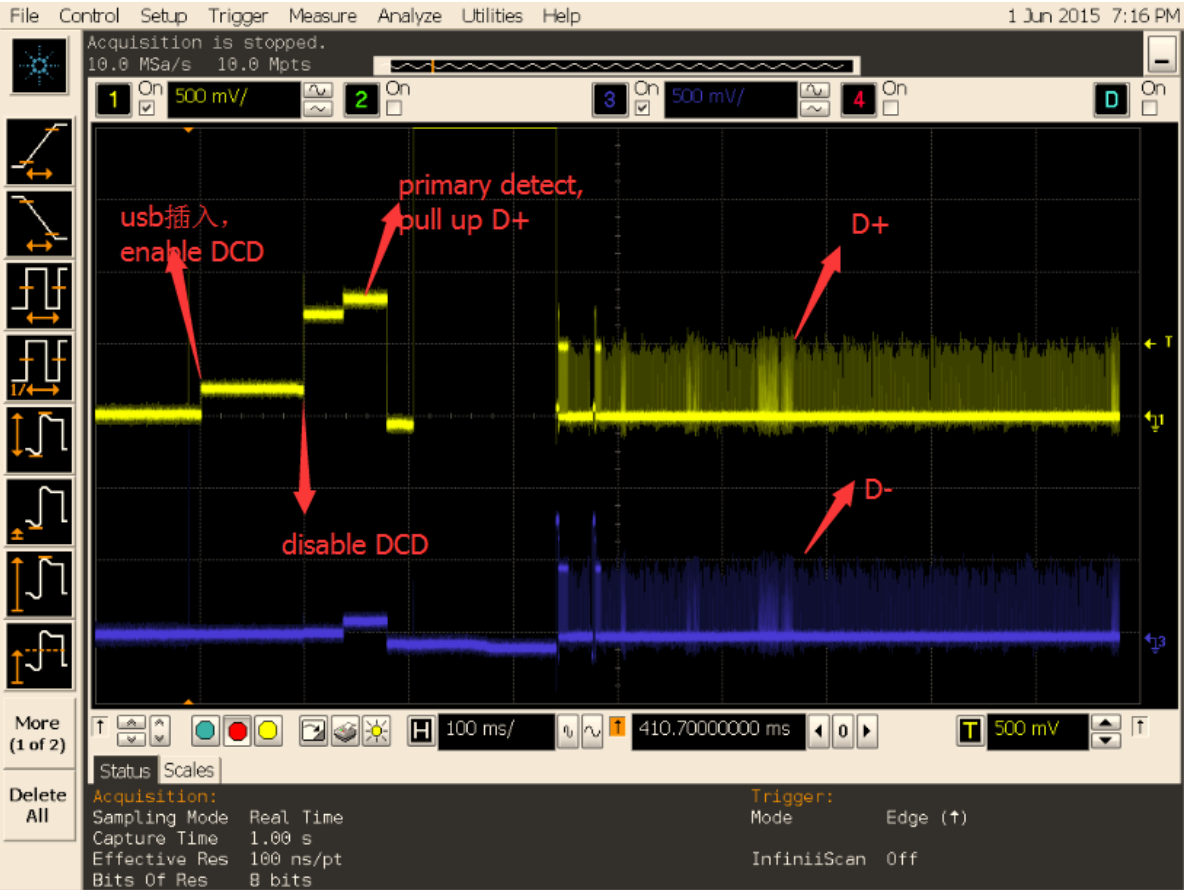 File Control Setup Trigger Measure Analyze Utilities Help 1 Jun 2015 7:16 PM
Acquisition is stopped.
10.0 MSa/s 10.0 Mpts
1 On 500 mV/ 2 On 3 On 500 mV/ 4 On D On
primary detect,
pull up D+
usb插入，
enable DCD
D+
T
1/
1
D-
disable DCD
3
More
(1 of 2)
H 100 ms/ 410.70000000 ms 0 T 500 mV
Status Scales
Delete
All
Acquisition: Trigger:
Sampling Mode Real Time Mode Edge (↑)
Capture Time 1.00 s
Effective Res 100 ns/pt InfiniiScan Off
Bits Of Res 8 bits